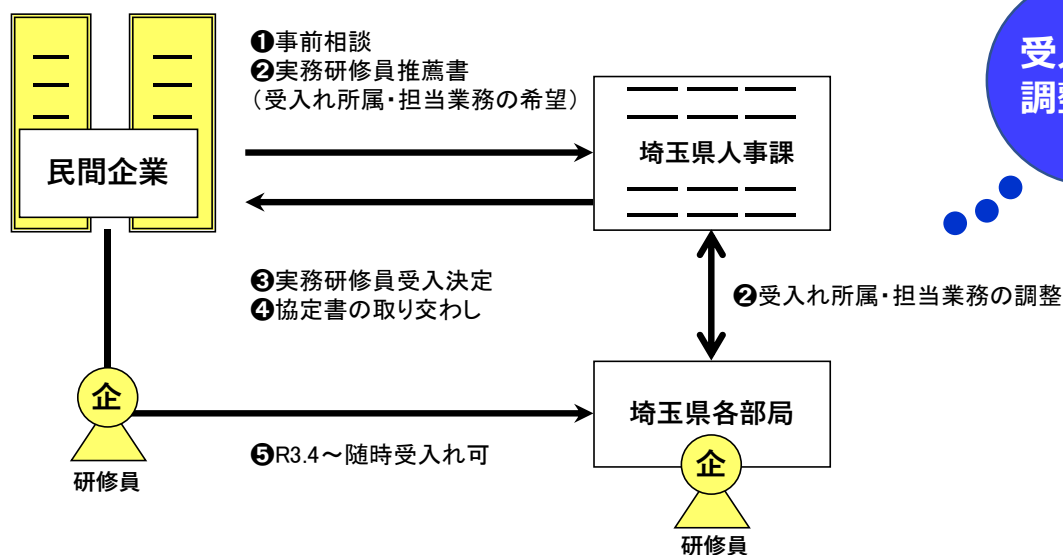 ❶事前相談
❷実務研修員推薦書
（受入れ所属・担当業務の希望）
民間企業
埼玉県人事課
❸実務研修員受入決定
❹協定書の取り交わし
❷受入れ所属・担当業務の調整
企
研修員
❺R3.4～随時受入れ可
埼玉県各部局
企
研修員
受入
調整